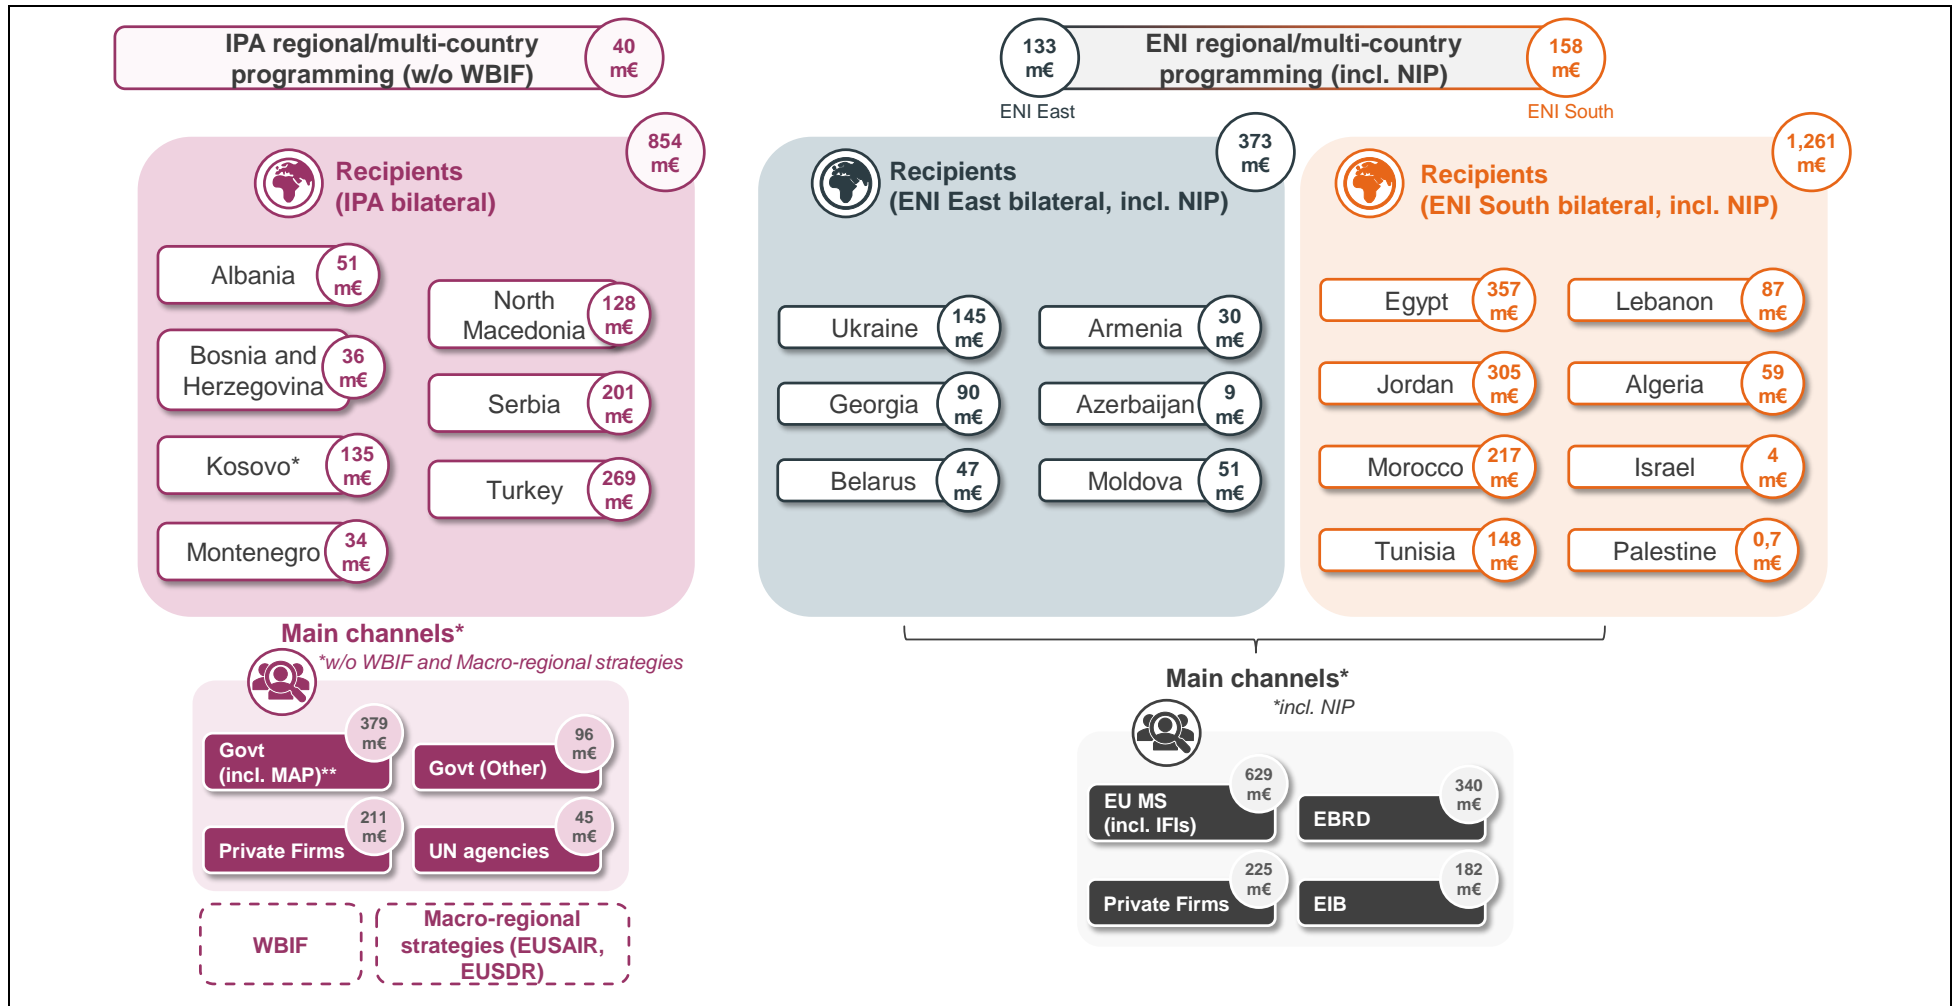 IPA regional/multi-country
programming (w/o WBIF)
40
m€
133
m€
ENI East
ENI regional/multi-country
programming (incl. NIP)
158
m€
ENI South
854
m€
Recipients
(IPA bilateral)
Albania
51
m€
Bosnia and
Herzegovina
36
m€
Kosovo*
135
m€
Montenegro
34
m€
North
Macedonia
128
m€
Serbia
201
m€
Turkey
269
m€
373
m€
Recipients
(ENI East bilateral, incl. NIP)
Ukraine
145
m€
Georgia
90
m€
Belarus
47
m€
Armenia
30
m€
Azerbaijan
9
m€
Moldova
51
m€
1,261
m€
Recipients
(ENI South bilateral, incl. NIP)
Egypt
357
m€
Jordan
305
m€
Morocco
217
m€
Tunisia
148
m€
Lebanon
87
m€
Algeria
59
m€
Israel
4
m€
Palestine
0,7
m€
Main channels*
*w/o WBIF and Macro-regional strategies
Govt
(incl. MAP)**
379
m€
Govt (Other)
96
m€
Private Firms
211
m€
UN agencies
45
m€
WBIF
Macro-regional
strategies (EUSAIR,
EUSDR)
Main channels*
*incl. NIP
EU MS
(incl. IFIs)
629
m€
EBRD
340
m€
Private Firms
225
m€
EIB
182
m€